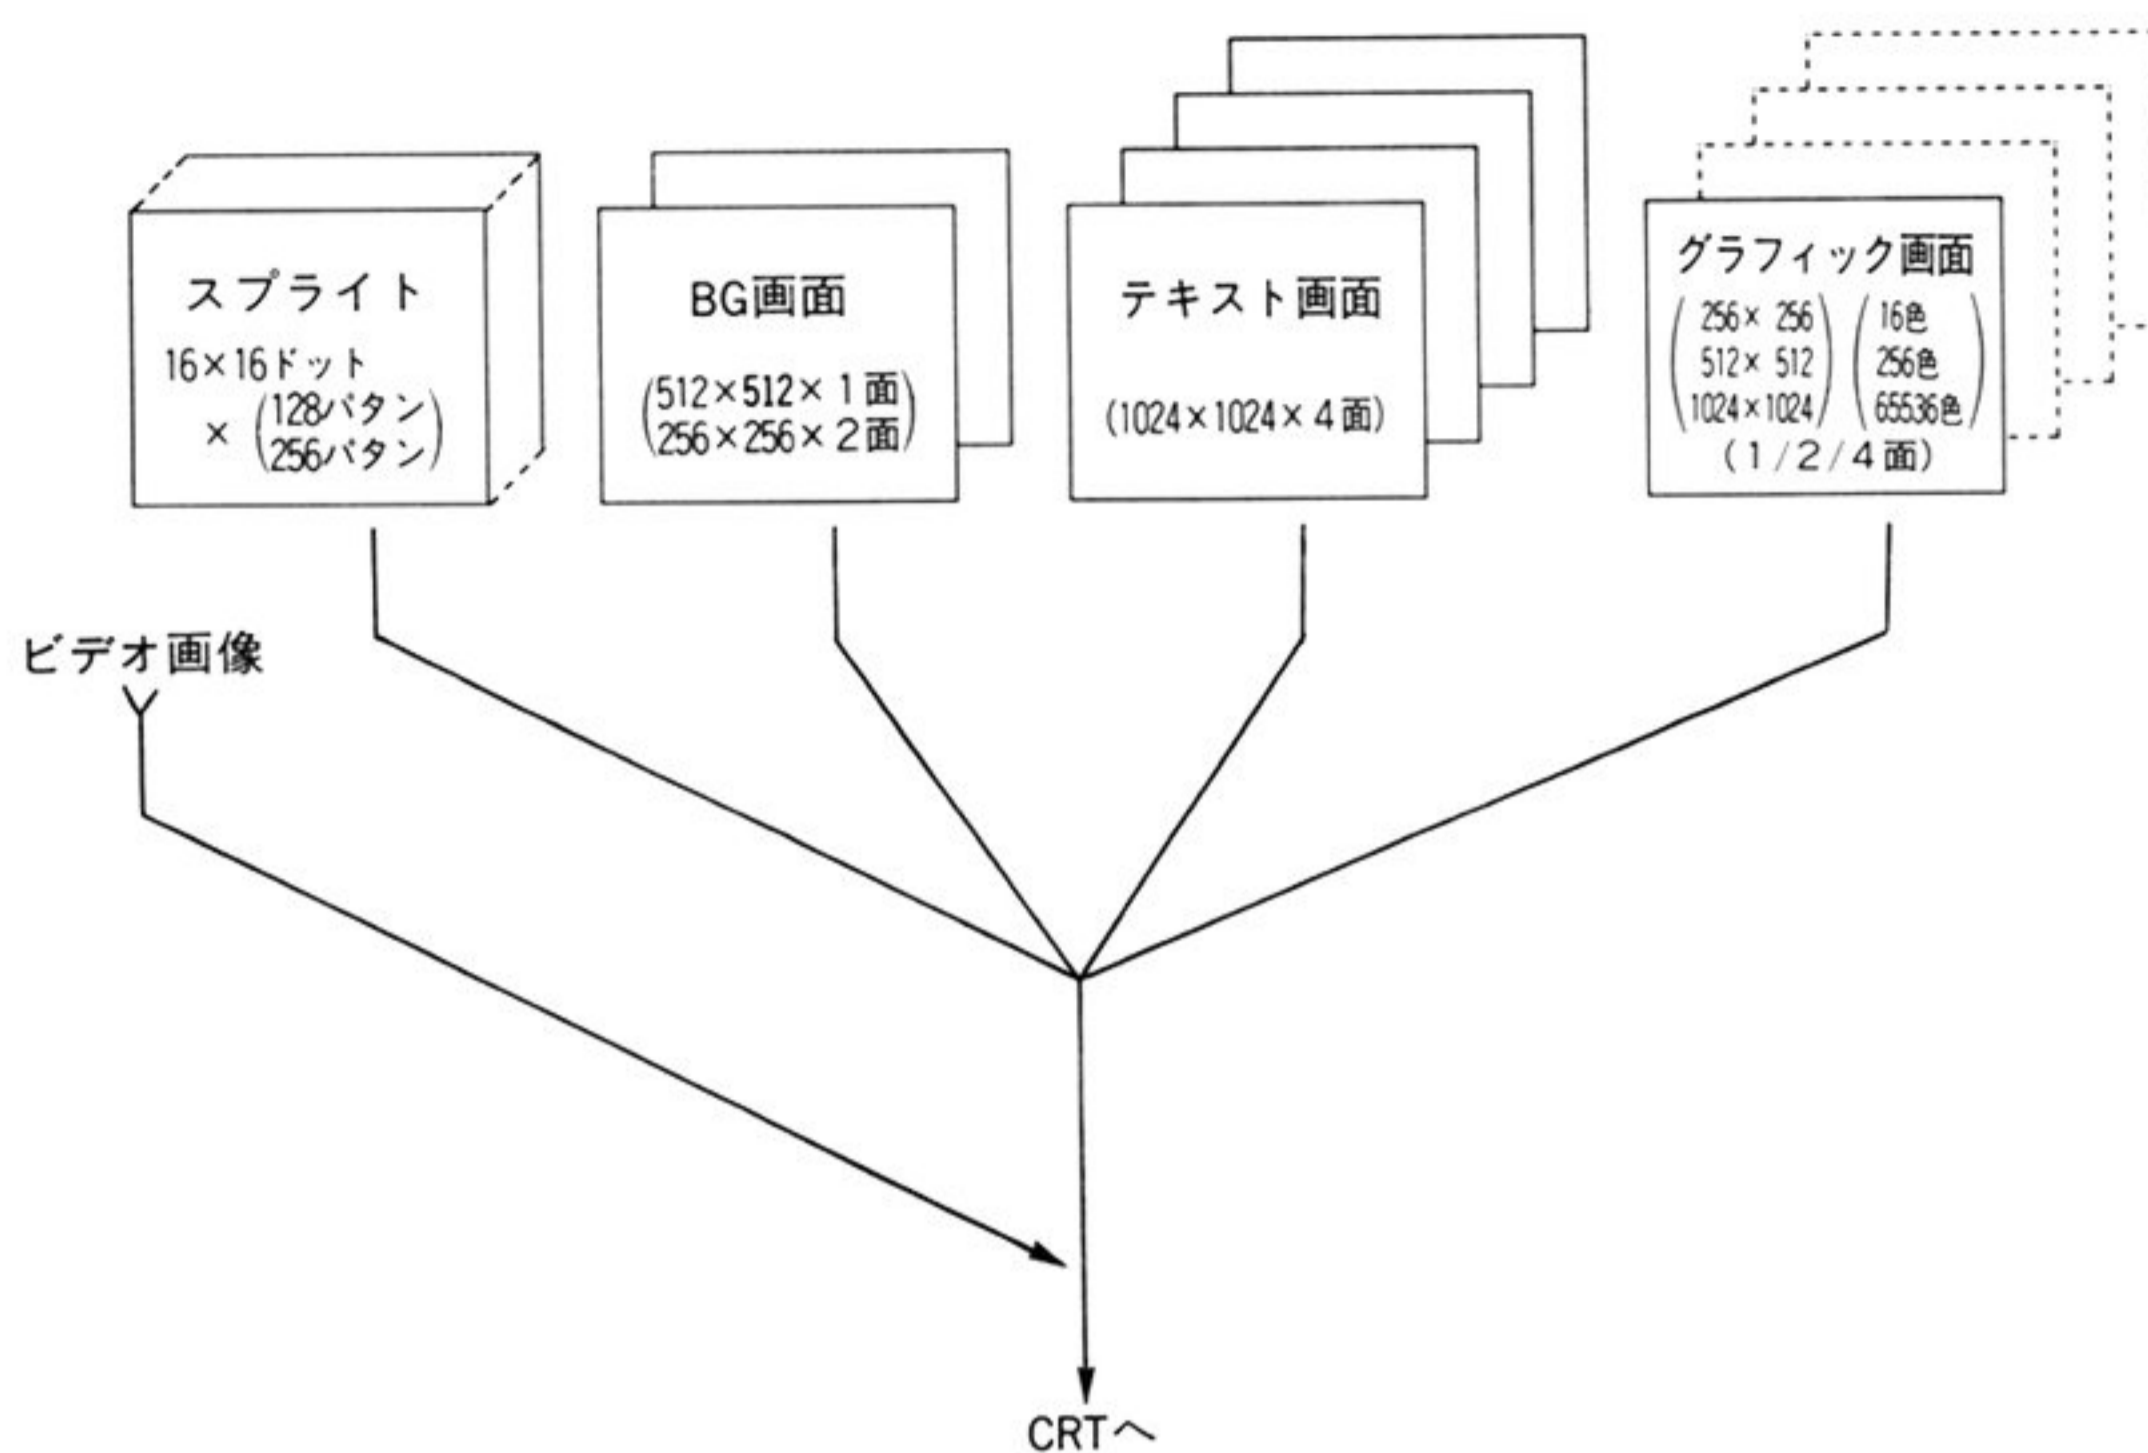 スプライト
16×16ドット
×(128パタン
256パタン)
BG画面
(512×512×1面
256×256×2面)
テキスト画面
(1024×1024×4面)
グラフィック画面
(256×256
512×512
1024×1024)
(16色
256色
65536色)
(1/2/4面)
ビデオ画像
CRTへ